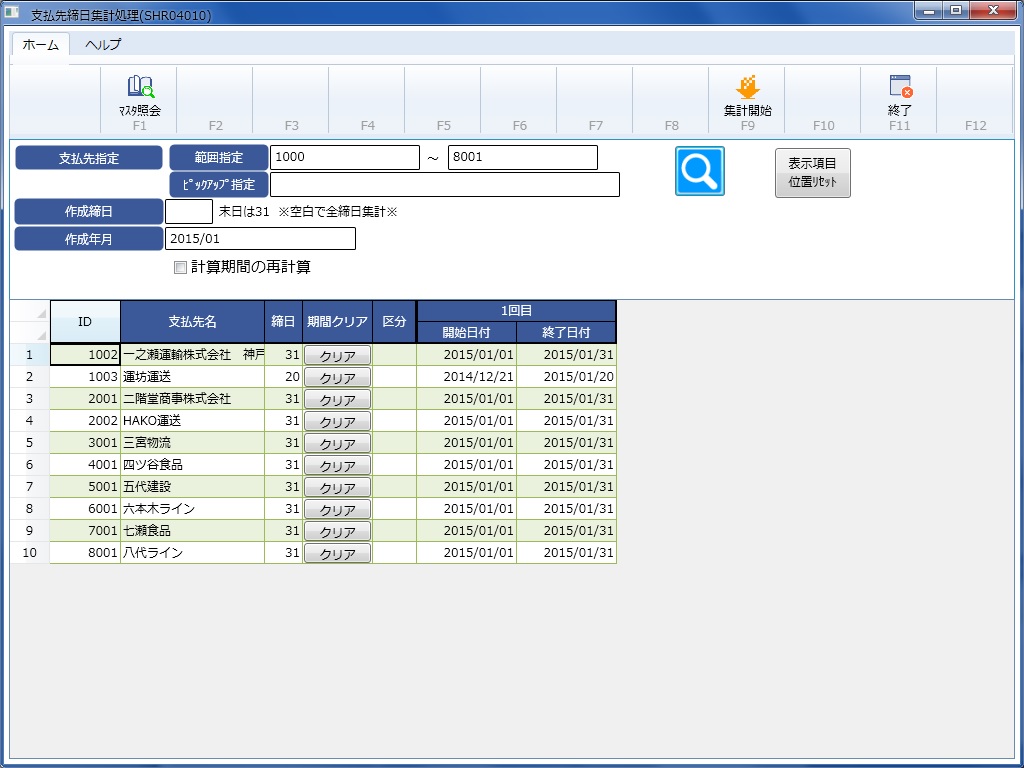 支払先締日集計処理(SHR04010)
ホーム ヘルプ
ﾏｽﾀ照会 集計開始 終了
F1 F2 F3 F4 F5 F6 F7 F8 F9 F10 F11 F12
支払先指定 範囲指定 1000 ～ 8001
ﾋﾟｯｸｱｯﾌﾟ指定
表示項目
位置ﾘｾｯﾄ
作成締日 末日は31 ※空白で全締日集計※
作成年月 2015/01
計算期間の再計算
ID 支払先名 締日 期間クリア 区分 1回目
開始日付 終了日付
1 1002 一之瀬運輸株式会社 神戸 31 クリア 2015/01/01 2015/01/31
2 1003 運坊運送 20 クリア 2014/12/21 2015/01/20
3 2001 二階堂商事株式会社 31 クリア 2015/01/01 2015/01/31
4 2002 HAKO運送 31 クリア 2015/01/01 2015/01/31
5 3001 三宮物流 31 クリア 2015/01/01 2015/01/31
6 4001 四ツ谷食品 31 クリア 2015/01/01 2015/01/31
7 5001 五代建設 31 クリア 2015/01/01 2015/01/31
8 6001 六本木ライン 31 クリア 2015/01/01 2015/01/31
9 7001 七瀬食品 31 クリア 2015/01/01 2015/01/31
10 8001 八代ライン 31 クリア 2015/01/01 2015/01/31